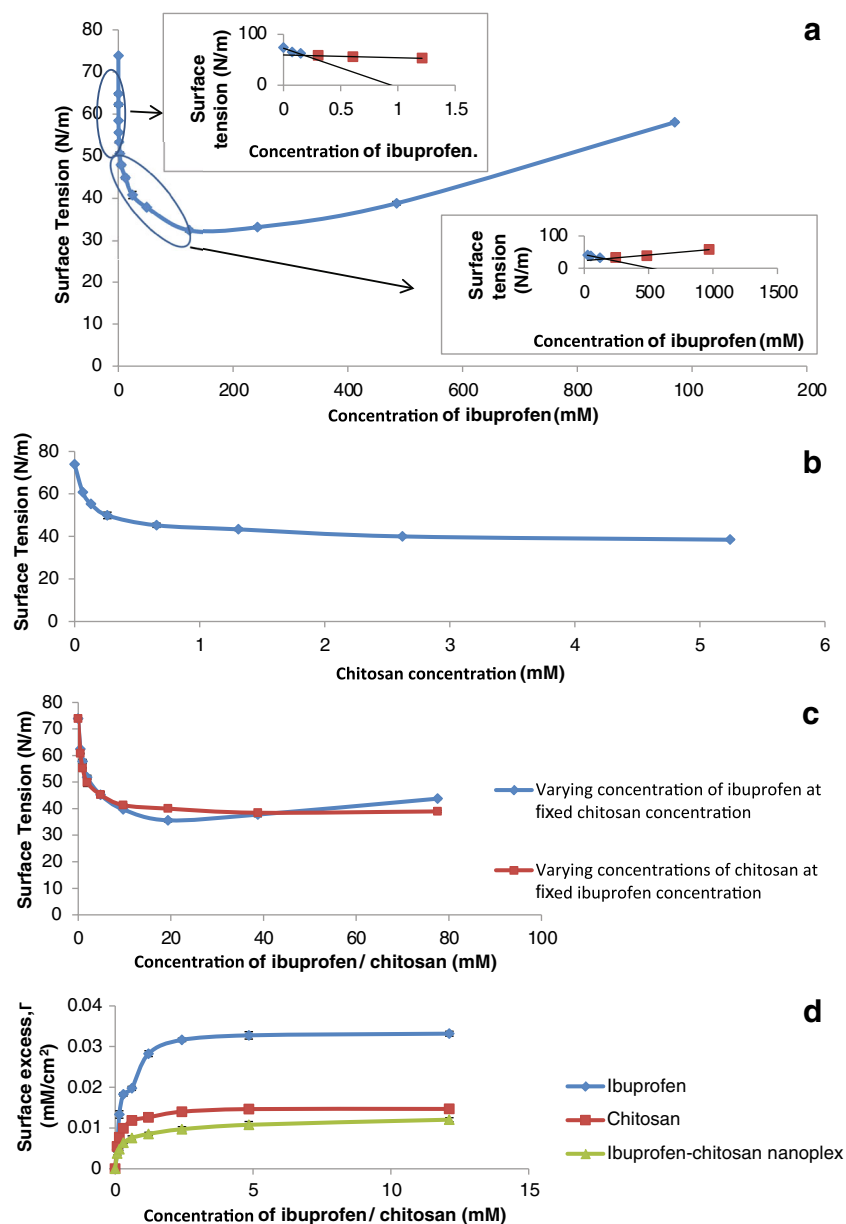 a
80
70
60
50
40
30
20
10
0
Surface Tension (N/m)
0
200
400
600
800
100
200
Concentration of ibuprofen (mM)
Surface
tension (N/m)
100
0
0
0.5
1
1.5
Concentration of ibuprofen.
Surface
tension
(N/m)
100
0
0
500
1000
1500
Concentration of ibuprofen (mM)
b
80
60
40
20
0
Surface Tension (N/m)
0
1
2
3
4
5
6
Chitosan concentration (mM)
c
80
70
60
50
40
30
20
10
0
Surface Tension (N/m)
0
20
40
60
80
100
Concentration of ibuprofen/ chitosan (mM)
Varying concentration of ibuprofen at
fixed chitosan concentration
Varying concentrations of chitosan at
fixed ibuprofen concentration
d
0.04
0.03
0.02
0.01
0
Surface excess, Γ
(mM/cm²)
0
5
10
15
Concentration of ibuprofen/ chitosan (mM)
Ibuprofen
Chitosan
Ibuprofen-chitosan nanoplex